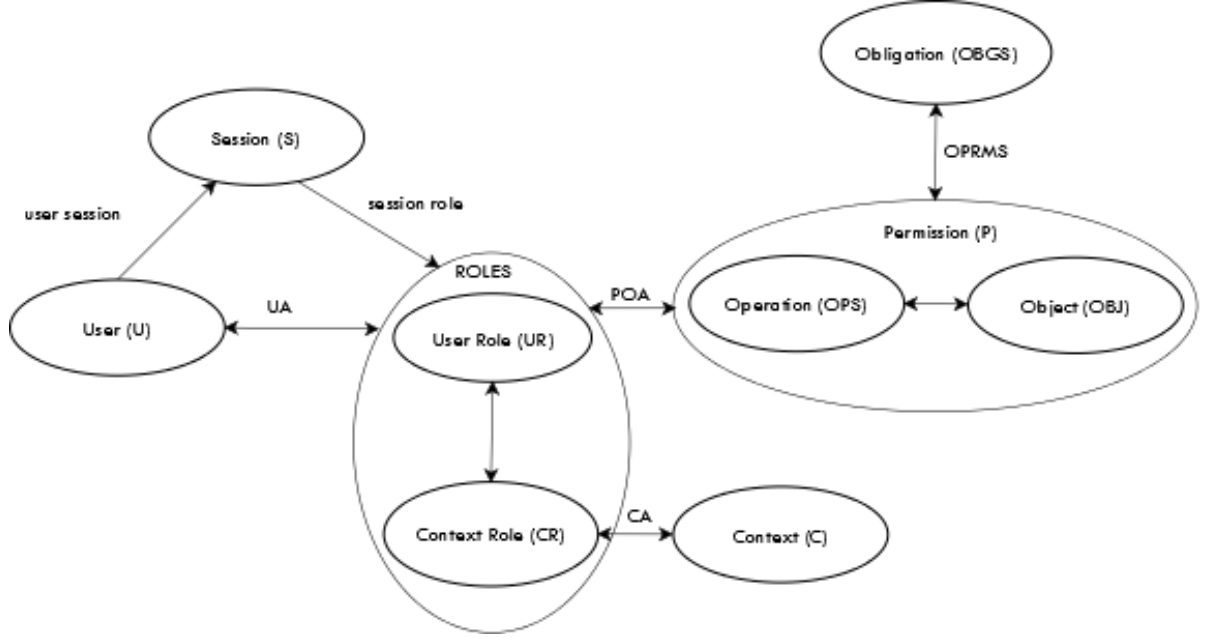 Obligation (OBGS)
Session (S)
OPRMS
user session
session role
Permission (P)
ROLES
POA
Operation (OPS)
Object (OBJ)
UA
User (U)
User Role (UR)
CA
Context Role (CR)
Context (C)